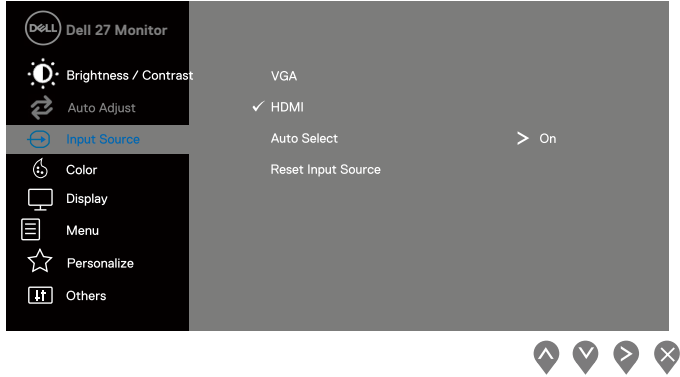 DELL Dell 27 Monitor
Brightness / Contrast
Auto Adjust
Input Source
Color
Display
Menu
Personalize
Others
VGA
HDMI
Auto Select On
Reset Input Source